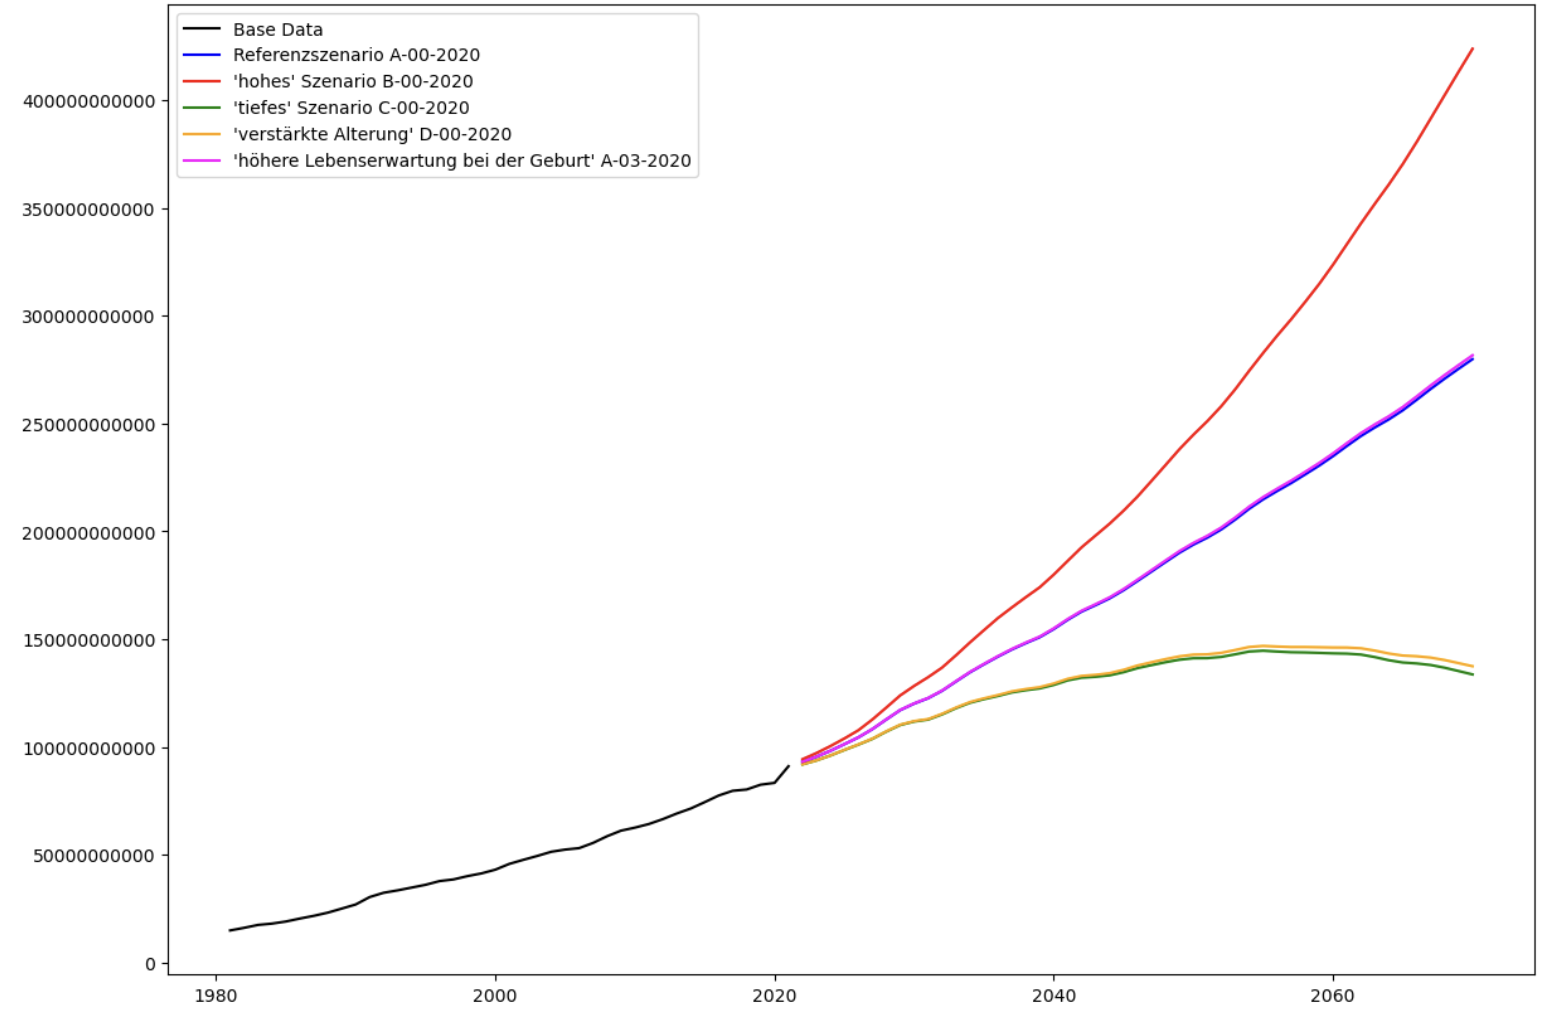 Base Data
Referenzszenario A-00-2020
'hohes' Szenario B-00-2020
'tiefes' Szenario C-00-2020
'verstärkte Alterung' D-00-2020
'höhere Lebenserwartung bei der Geburt' A-03-2020
400000000000
350000000000
300000000000
250000000000
200000000000
150000000000
100000000000
50000000000
0
1980 2000 2020 2040 2060